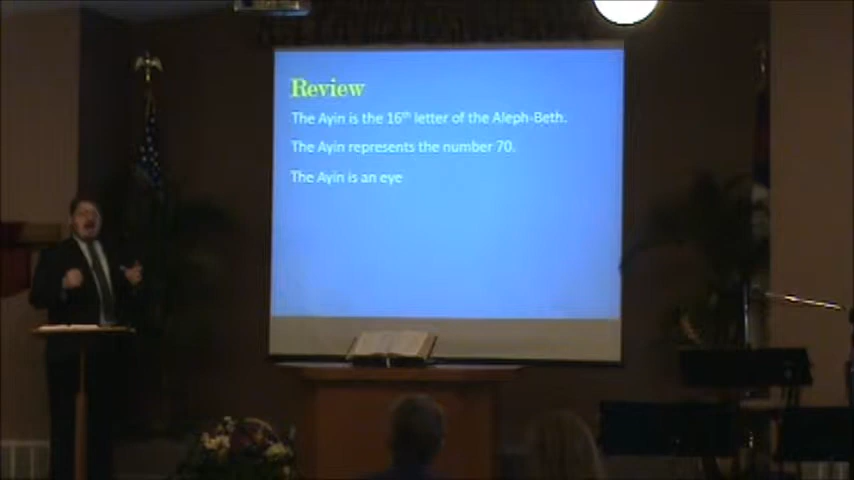 Review
The Ayin is the 16th letter of the Aleph-Beth.
The Ayin represents the number 70.
The Ayin is an eye